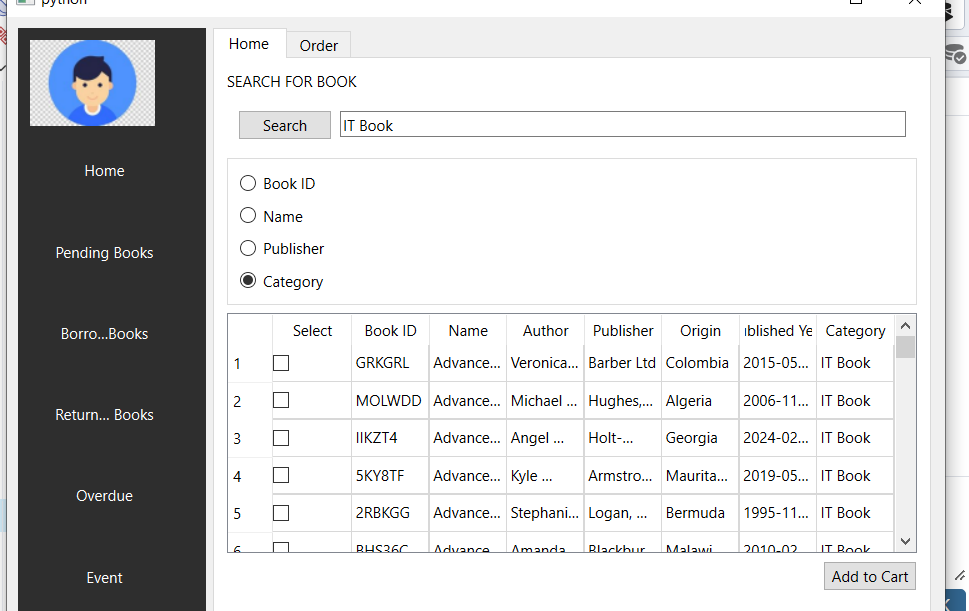 python
Home Order
SEARCH FOR BOOK
Search IT Book
Home
Book ID
Name
Pending Books
Publisher
Category
Borro...Books
Select Book ID Name Author Publisher Origin ublished Ye Category
1 GRKGRL Advance... Veronica... Barber Ltd Colombia 2015-05... IT Book
2 MOLWDD Advance... Michael ... Hughes,... Algeria 2006-11... IT Book
Return... Books
3 IIKZT4 Advance... Angel ... Holt-... Georgia 2024-02... IT Book
4 5KY8TF Advance... Kyle ... Armstro... Maurita... 2019-05... IT Book
Overdue
5 2RBKGG Advance... Stephani... Logan, ... Bermuda 1995-11... IT Book
6 BHS36C Advance Amanda Blackbur Malawi 2010-02 IT Book
Event
Add to Cart